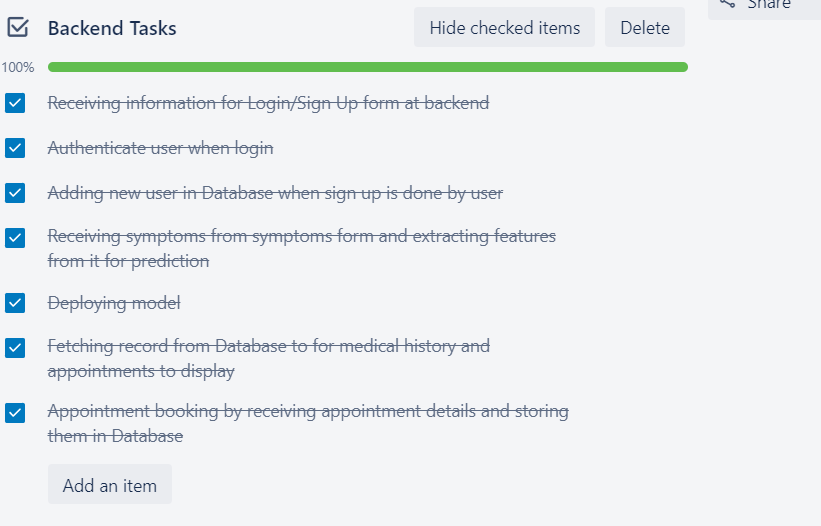 Share
Backend Tasks
Hide checked items
Delete
100%
Receiving information for Login/Sign Up form at backend
Authenticate user when login
Adding new user in Database when sign up is done by user
Receiving symptoms from symptoms form and extracting features
from it for prediction
Deploying model
Fetching record from Database to for medical history and
appointments to display
Appointment booking by receiving appointment details and storing
them in Database
Add an item